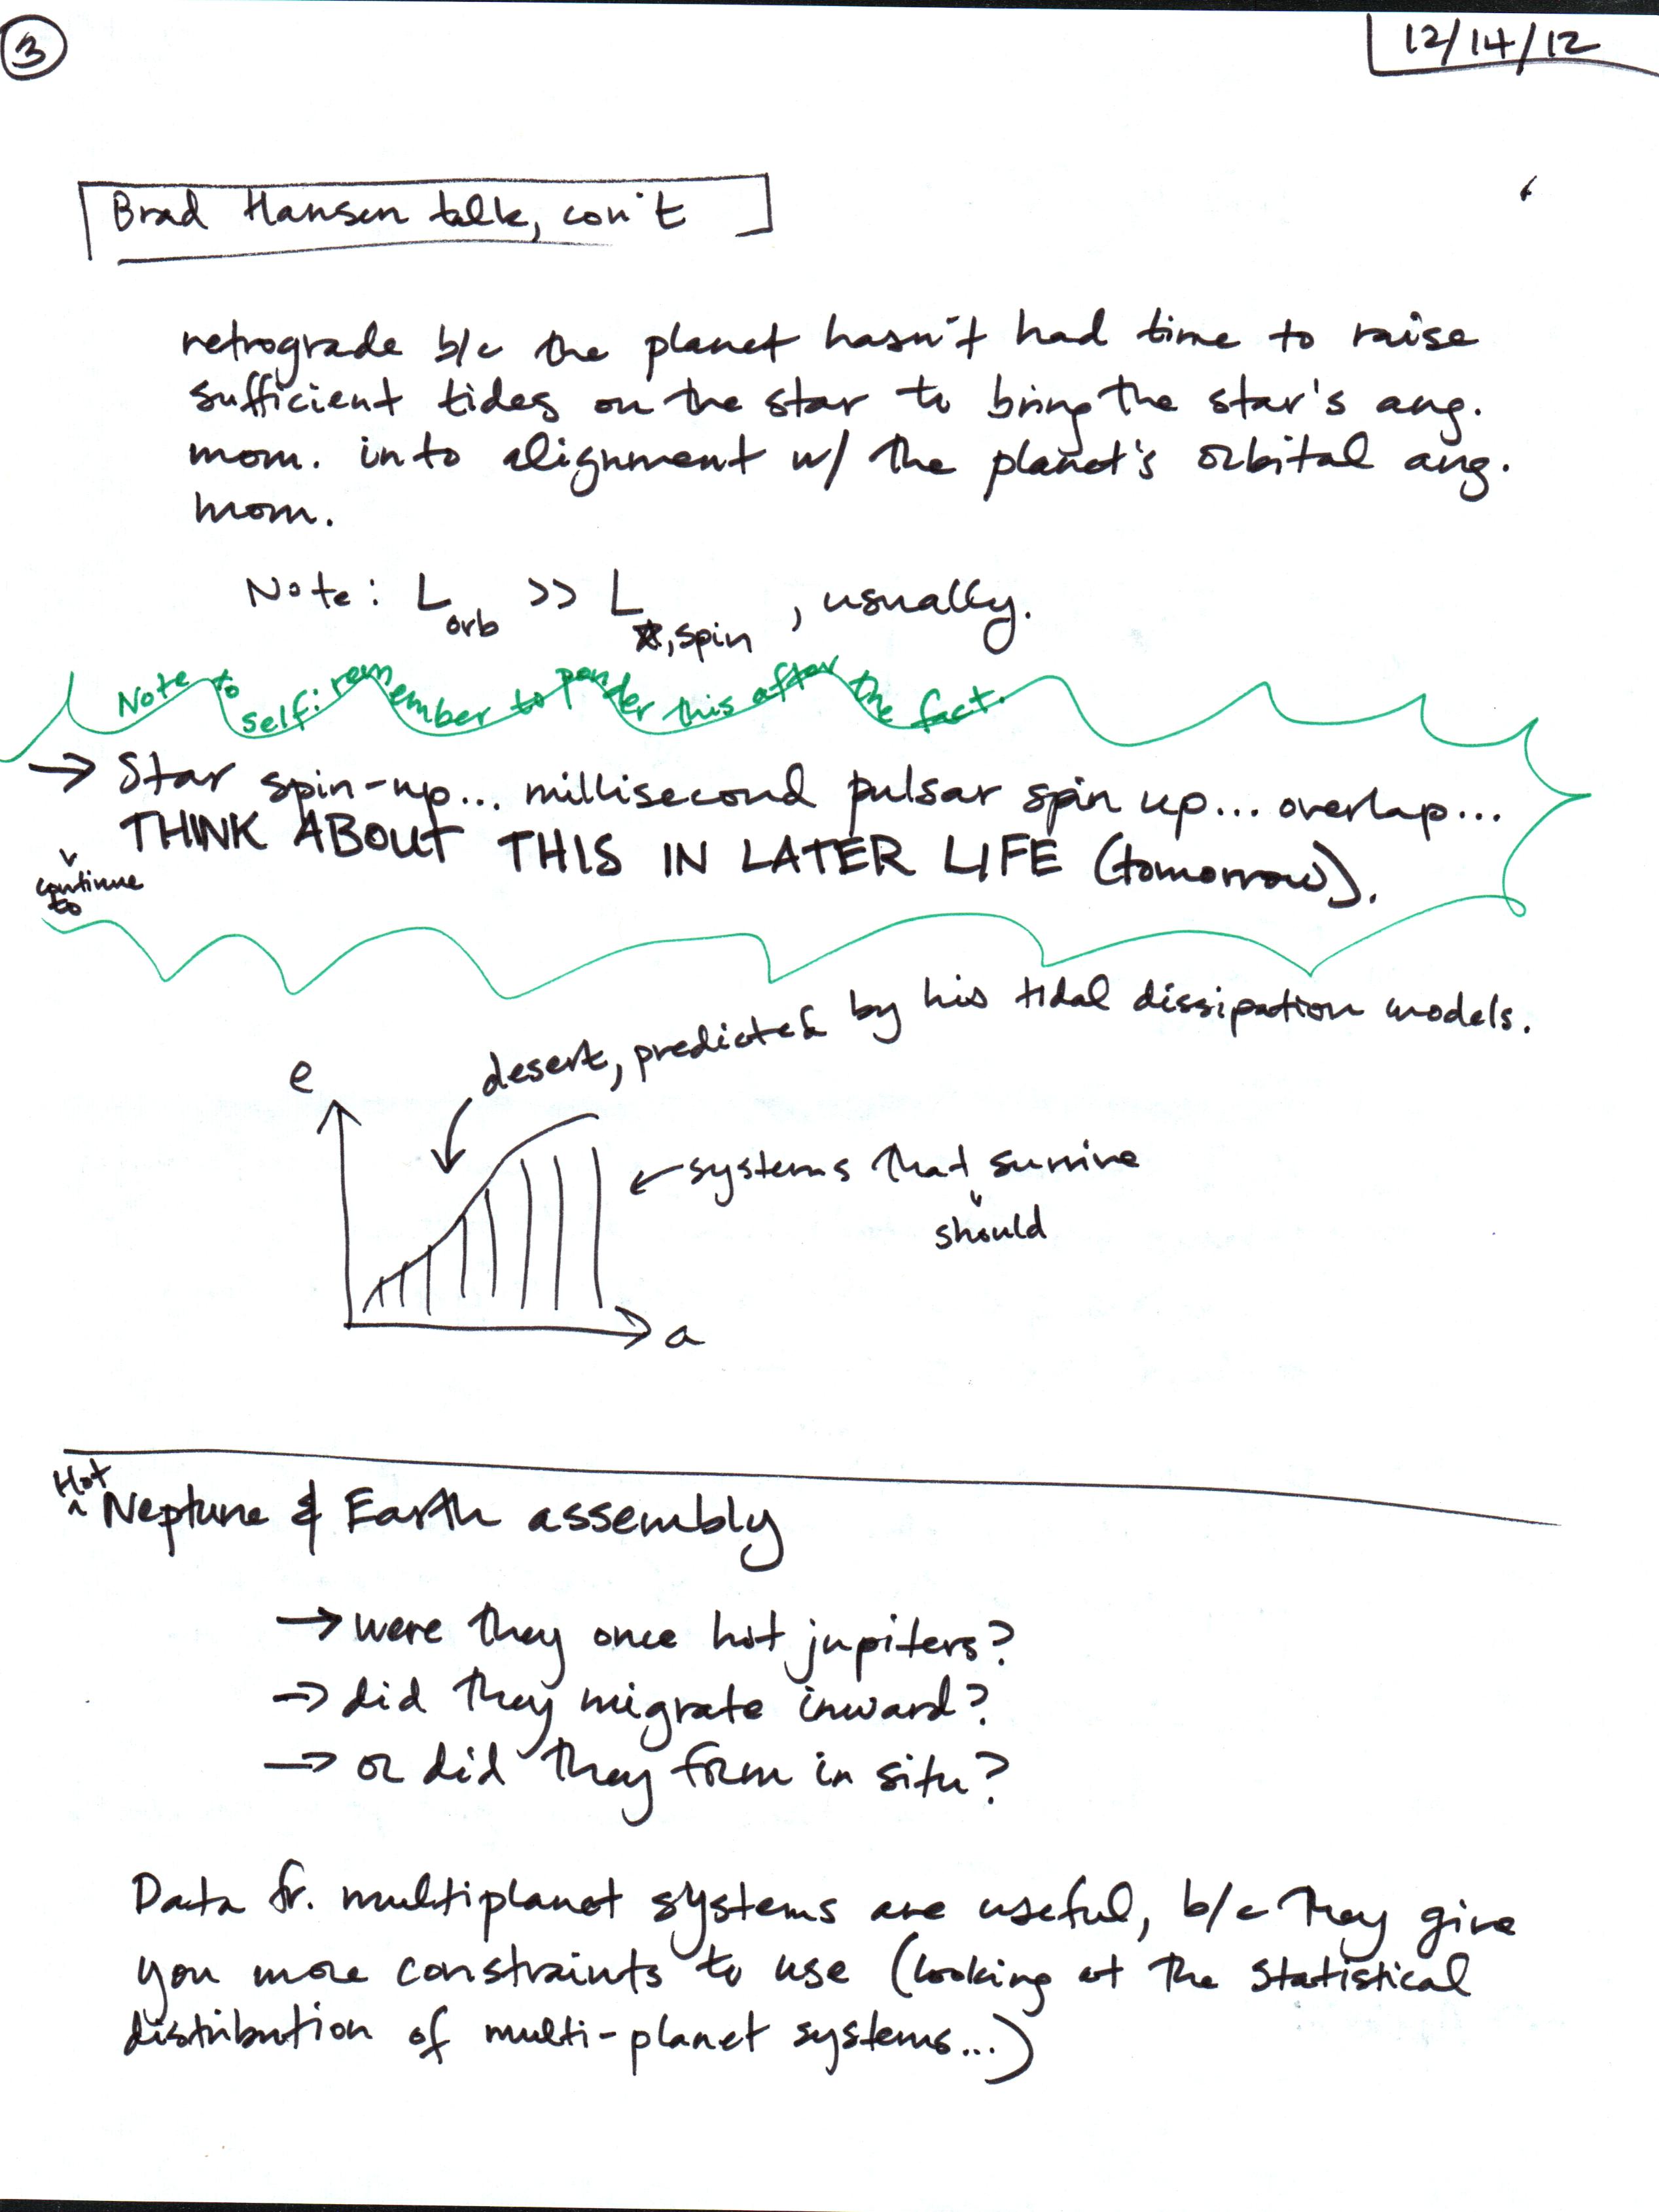 3
12/14/12
Brad Hansen talk, con't
retrograde b/c the planet hasn't had time to raise
sufficient tides on the star to bring the star's ang.
mom. into alignment w/ the planet's orbital ang.
mom.
Note: L_orb >> L_☆,spin, usually.
Note to self: remember to ponder this after the fact.
→ Star spin-up... millisecond pulsar spin up... overlap...
continue to
THINK ABOUT THIS IN LATER LIFE (tomorrow).
desert, predicted by his tidal dissipation models.
e
← systems that should survive
a
Hot Neptune & Earth assembly
→ were they once hot jupiters?
→ did they migrate inward?
→ or did they form in situ?
Data fr. multiplanet systems are useful, b/c they give
you more constraints to use (looking at the statistical
distribution of multi-planet systems...)